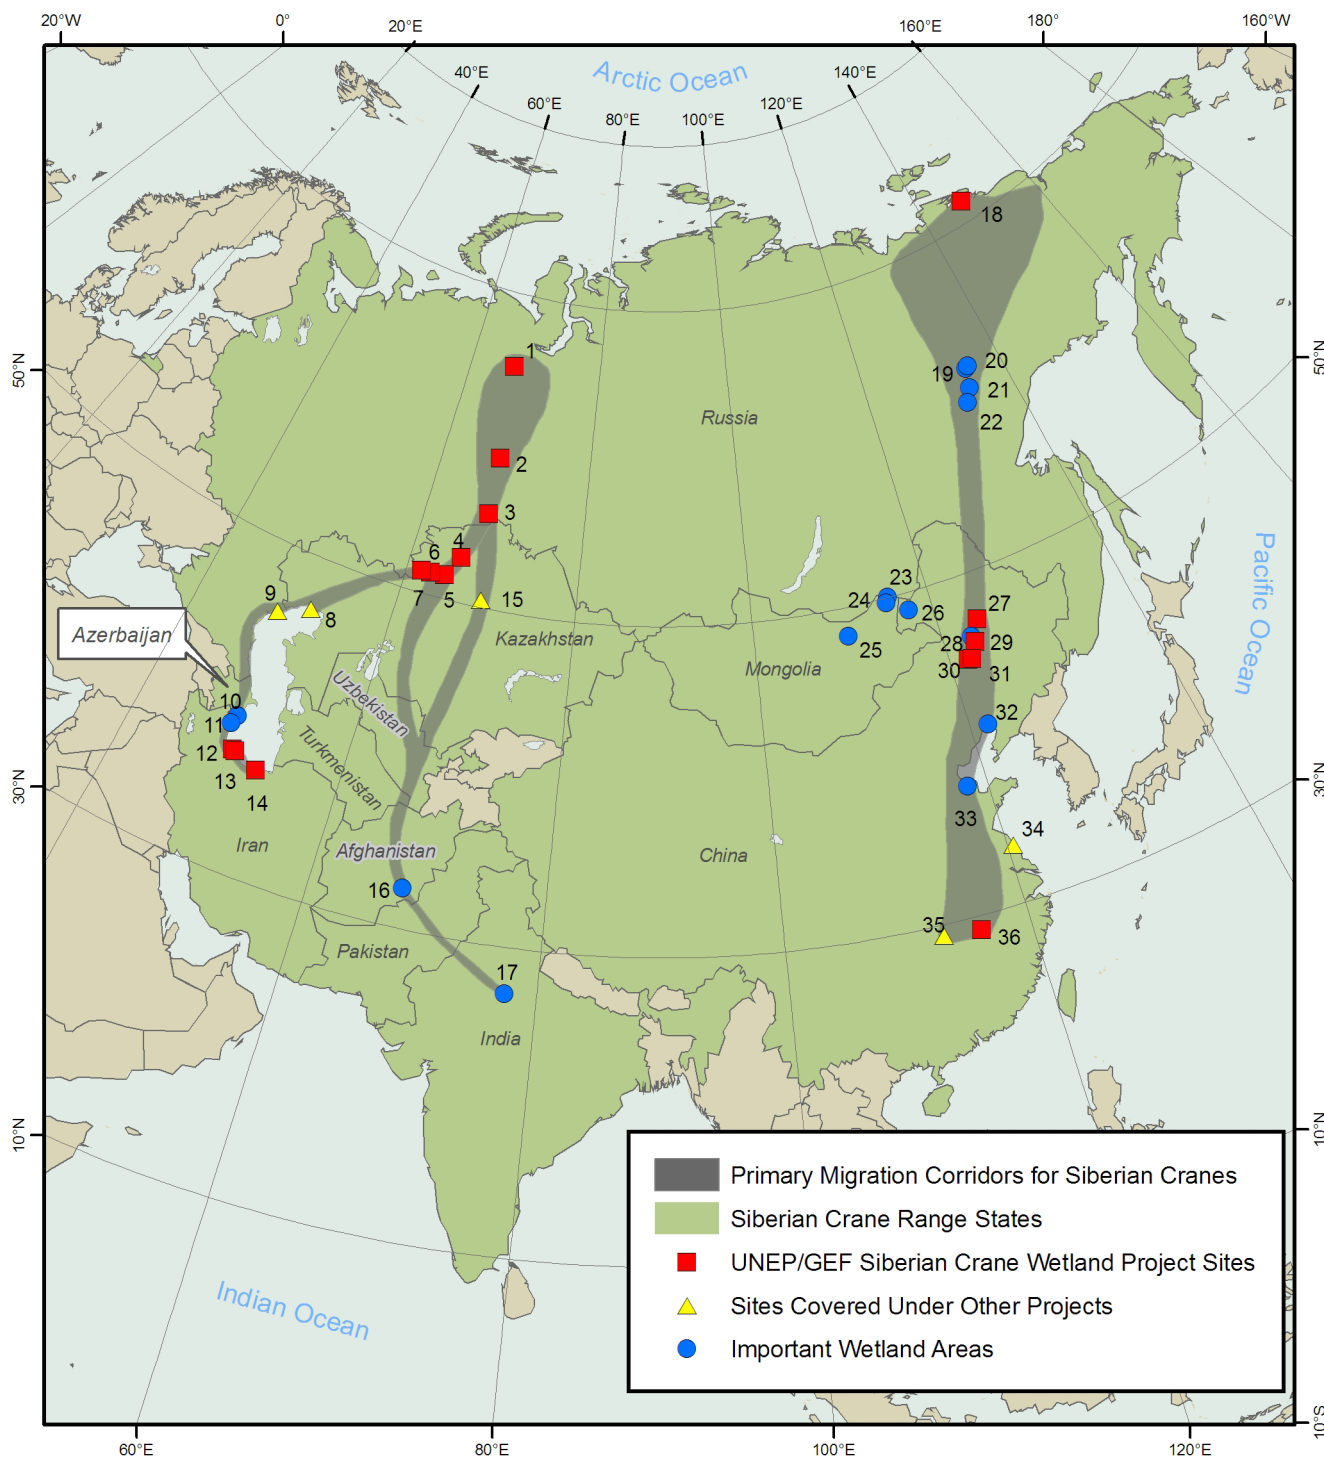 20°W
0°
20°E
160°E
180°
160°W
Arctic Ocean
40°E
60°E
80°E
100°E
120°E
140°E
18
50°N
50°N
1
20
19
21
22
Russia
2
3
4
6
7
5
15
9
8
23
24
26
25
27
28
29
30
31
Azerbaijan
Kazakhstan
Mongolia
Pacific Ocean
Uzbekistan
10
11
12
13
14
32
Turkmenistan
30°N
30°N
33
34
Iran
Afghanistan
China
16
35
36
Pakistan
17
India
10°N
10°N
Indian Ocean
Primary Migration Corridors for Siberian Cranes
Siberian Crane Range States
UNEP/GEF Siberian Crane Wetland Project Sites
Sites Covered Under Other Projects
Important Wetland Areas
10°S
60°E
80°E
100°E
120°E